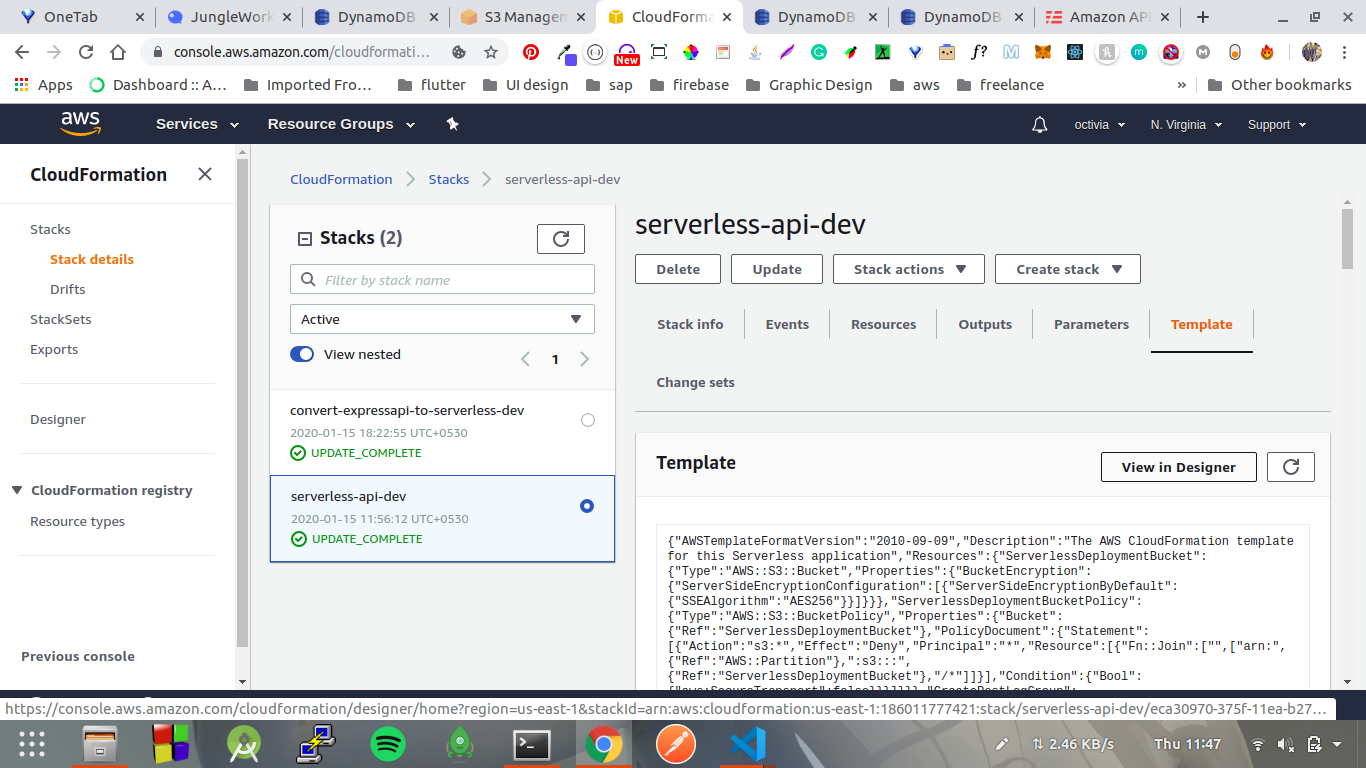 OneTab
JungleWork
DynamoDB
S3 Managem
CloudForma
DynamoDB
DynamoDB
Amazon API
console.aws.amazon.com/cloudformati…
New
Apps
Dashboard :: A...
Imported Fro...
flutter
UI design
sap
firebase
Graphic Design
aws
freelance
»
Other bookmarks
aws
Services
Resource Groups
octivia
N. Virginia
Support
CloudFormation
Stacks
Stack details
Drifts
StackSets
Exports
Designer
CloudFormation registry
Resource types
Previous console
CloudFormation
Stacks
serverless-api-dev
Stacks (2)
Filter by stack name
Active
View nested
1
convert-expressapi-to-serverless-dev
2020-01-15 18:22:55 UTC+0530
UPDATE_COMPLETE
serverless-api-dev
2020-01-15 11:56:12 UTC+0530
UPDATE_COMPLETE
serverless-api-dev
Delete
Update
Stack actions
Create stack
Stack info
Events
Resources
Outputs
Parameters
Template
Change sets
Template
View in Designer
{"AWSTemplateFormatVersion":"2010-09-09","Description":"The AWS CloudFormation template
for this Serverless application","Resources":{"ServerlessDeploymentBucket":
{"Type":"AWS::S3::Bucket","Properties":{"BucketEncryption":
{"ServerSideEncryptionConfiguration":[{"ServerSideEncryptionByDefault":
{"SSEAlgorithm":"AES256"}}]}}},"ServerlessDeploymentBucketPolicy":
{"Type":"AWS::S3::BucketPolicy","Properties":{"Bucket":
{"Ref":"ServerlessDeploymentBucket"},"PolicyDocument":{"Statement":
[{"Action":"s3:*","Effect":"Deny","Principal":"*","Resource":[{"Fn::Join":["",["arn:",
{"Ref":"AWS::Partition"},":s3:::",
{"Ref":"ServerlessDeploymentBucket"},"/*"]]}],"Condition":{"Bool":
https://console.aws.amazon.com/cloudformation/designer/home?region=us-east-1&stackId=arn:aws:cloudformation:us-east-1:186011777421:stack/serverless-api-dev/eca30970-375f-11ea-b27…
2.46 KB/s
Thu 11:47